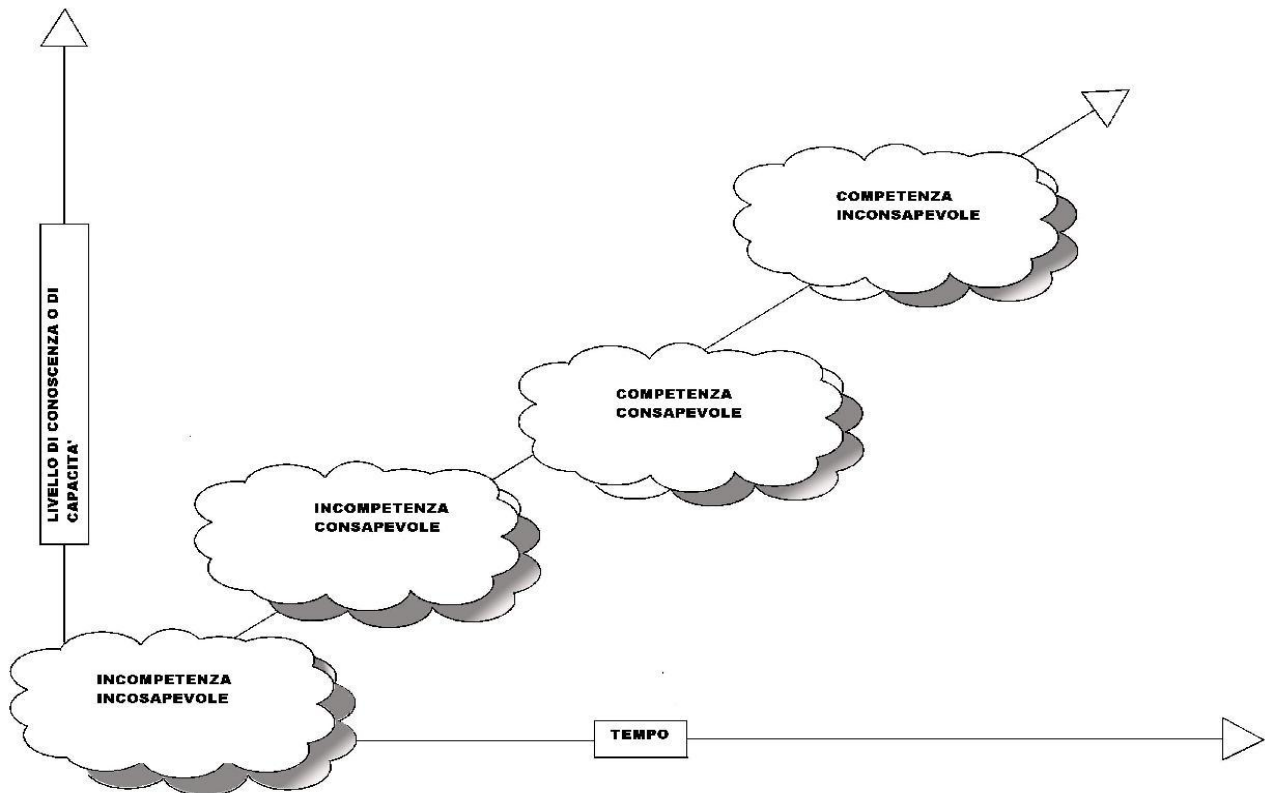 COMPETENZA
INCONSAPEVOLE
LIVELLO DI CONOSCENZA O DI
CAPACITA'
COMPETENZA
CONSAPEVOLE
INCOMPETENZA
CONSAPEVOLE
INCOMPETENZA
INCOSAPEVOLE
TEMPO